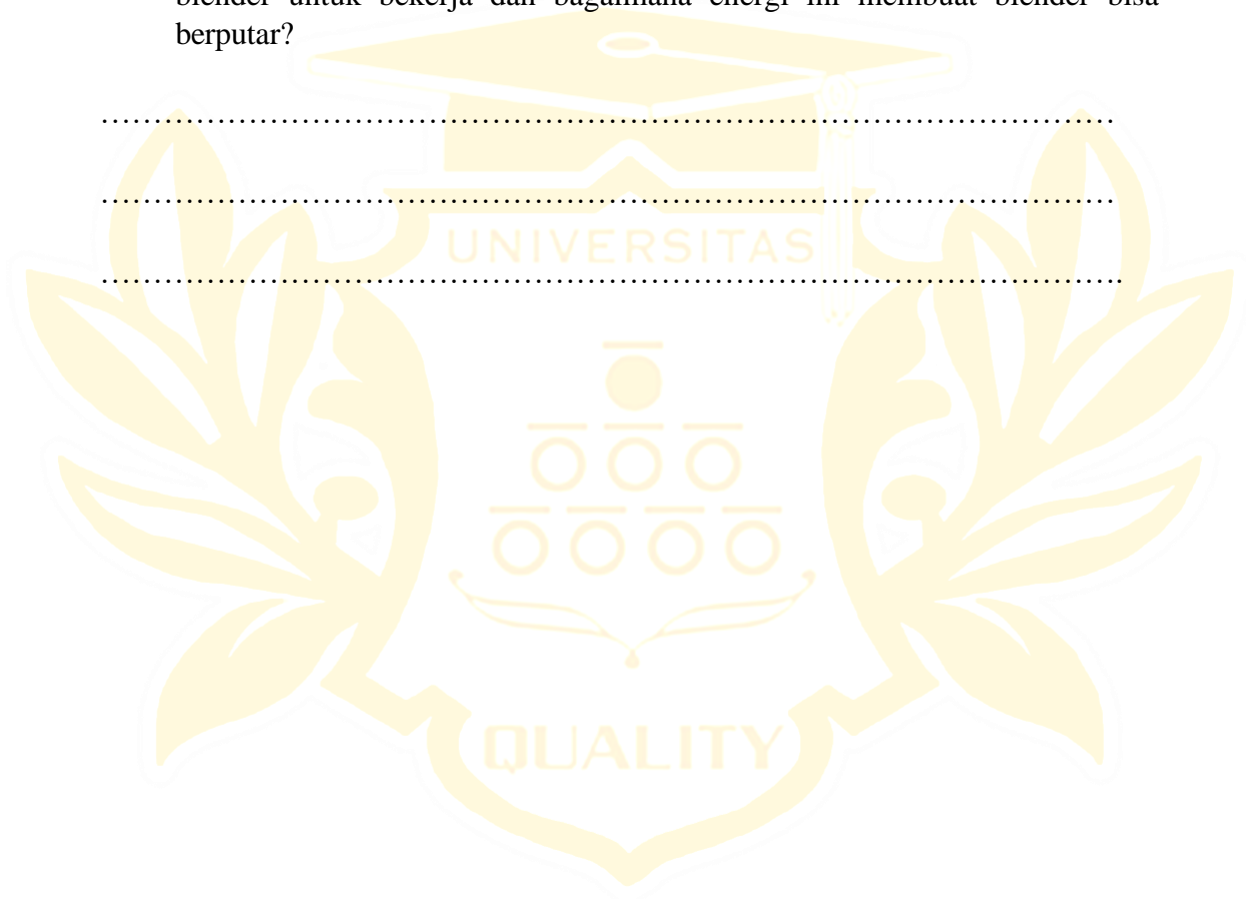 blender untuk bekerja dan bagaimana energi ini membuat blender bisa
berputar?
……………………………………………………………………………………
……………………………………………………………………………………
…………………………………………………………………………………….
UNIVERSITAS
QUALITY